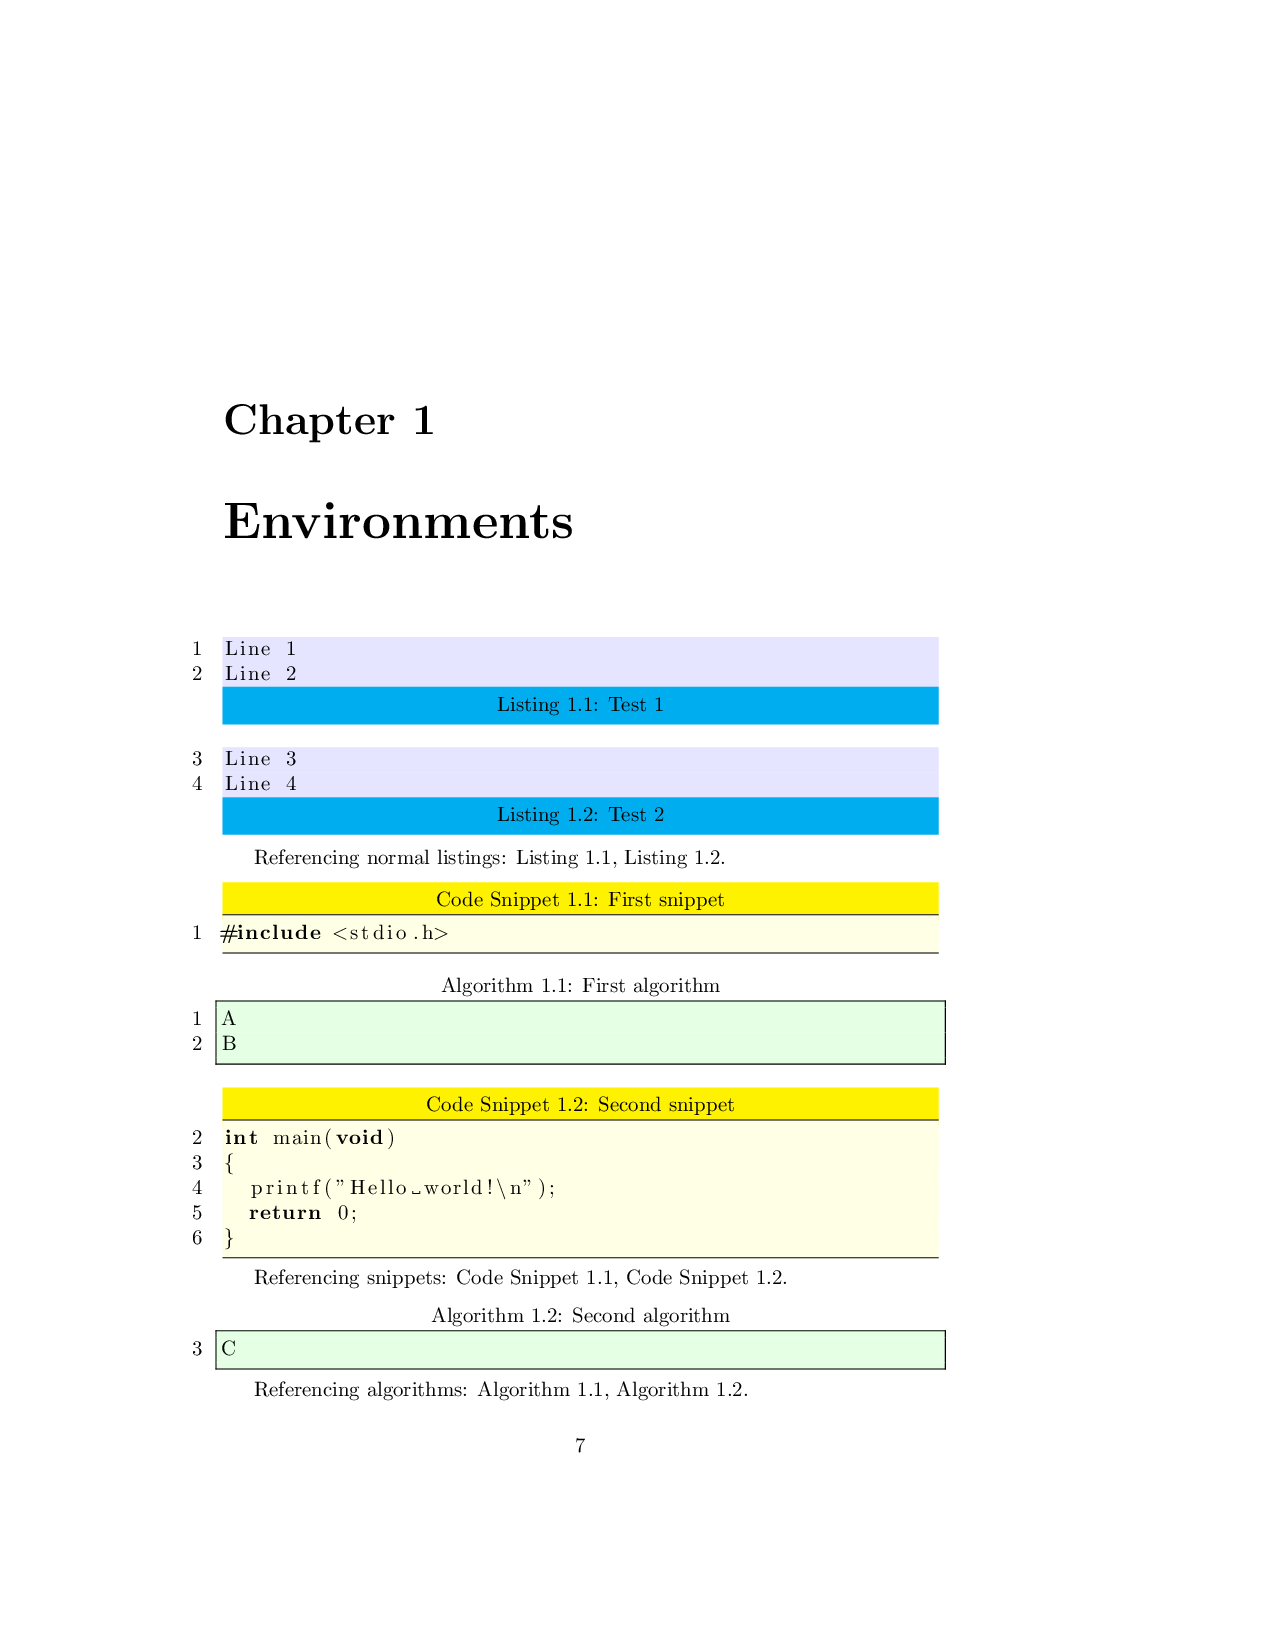 Chapter 1
Environments
1 Line 1
2 Line 2
Listing 1.1: Test 1
3 Line 3
4 Line 4
Listing 1.2: Test 2
Referencing normal listings: Listing 1.1, Listing 1.2.
Code Snippet 1.1: First snippet
1 #include <stdio.h>
Algorithm 1.1: First algorithm
1 A
2 B
Code Snippet 1.2: Second snippet
2 int main(void)
3 {
4 printf("Hello␣world!\n");
5 return 0;
6 }
Referencing snippets: Code Snippet 1.1, Code Snippet 1.2.
Algorithm 1.2: Second algorithm
3 C
Referencing algorithms: Algorithm 1.1, Algorithm 1.2.
7